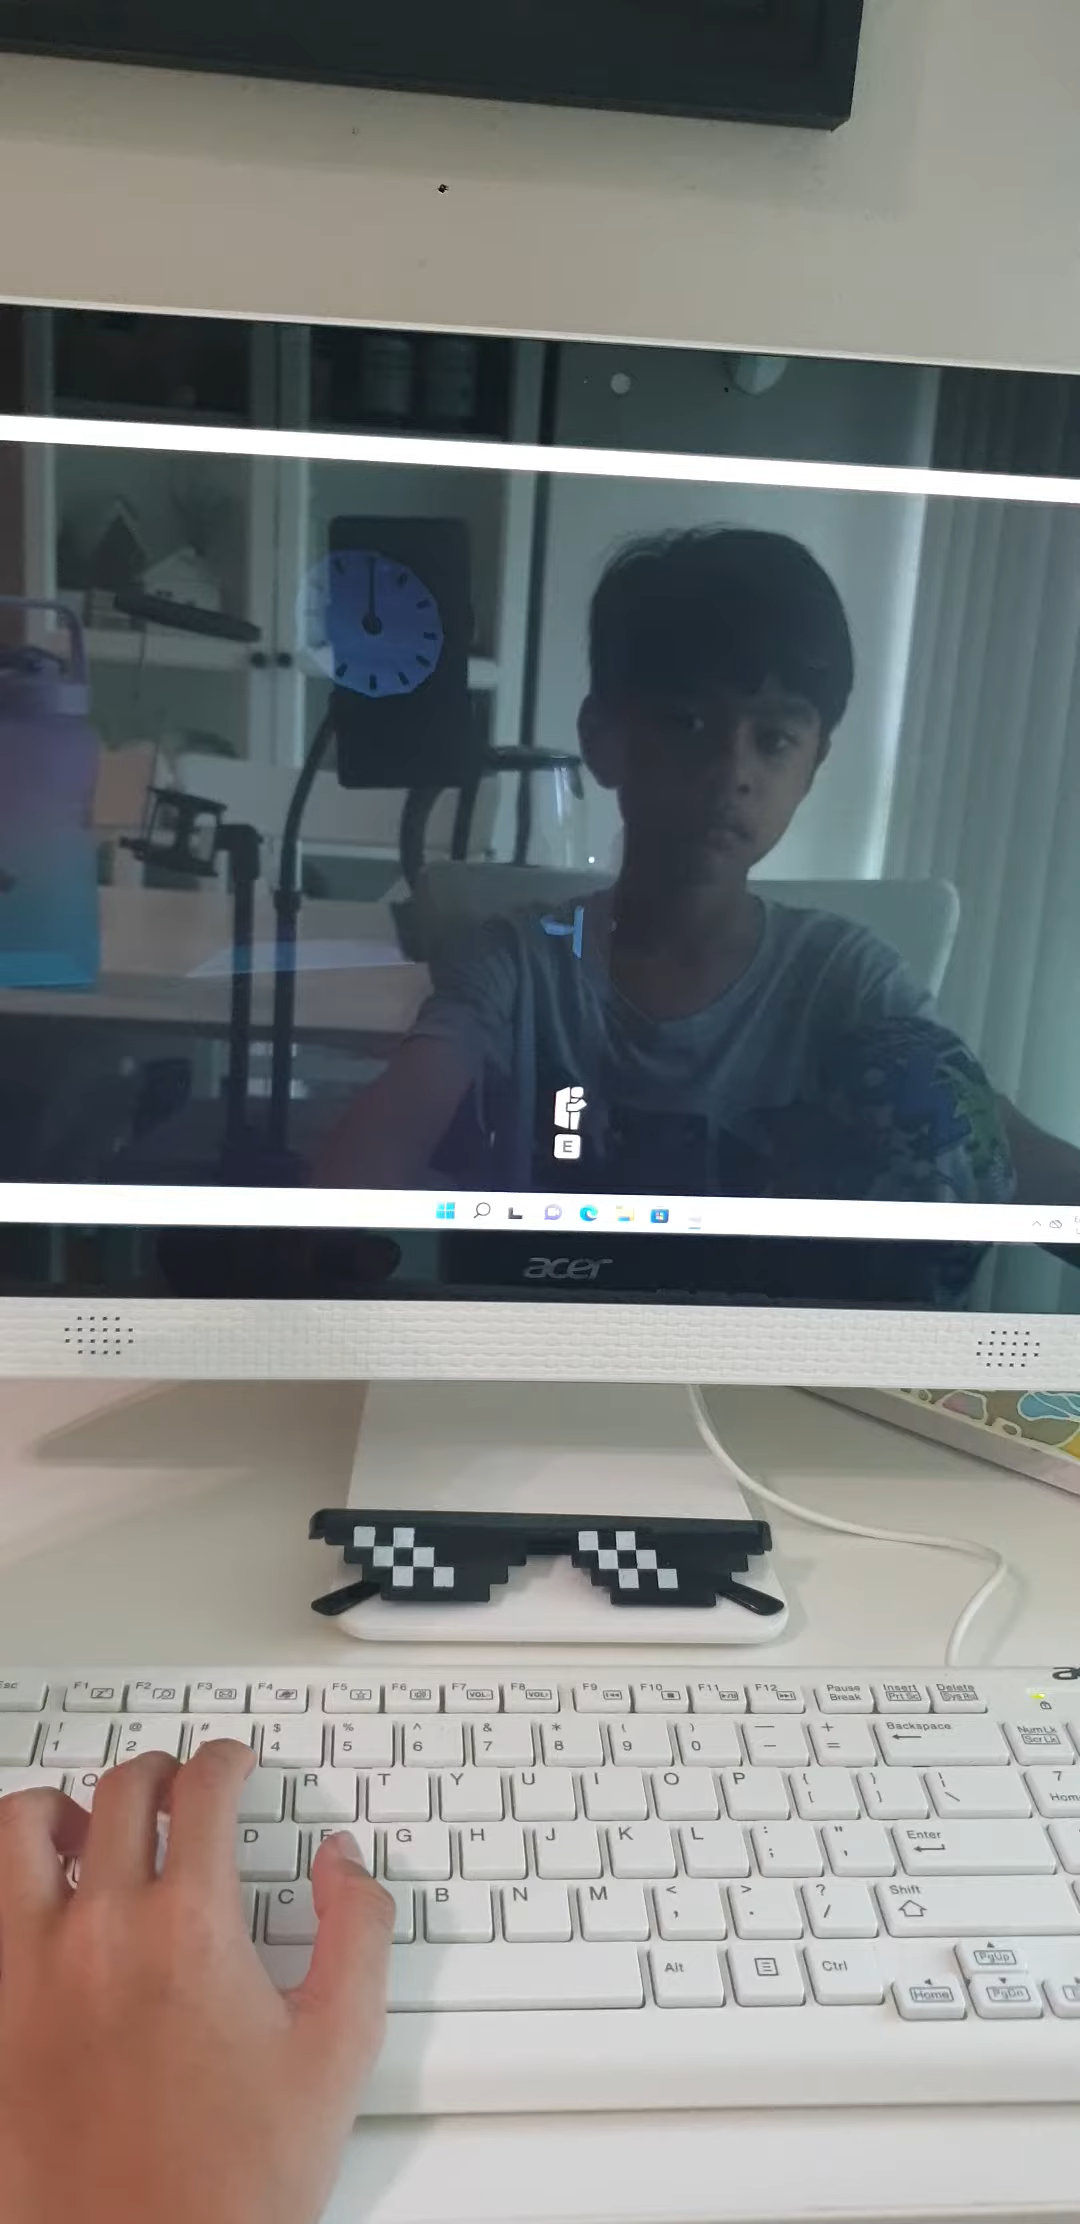 E
acer
Esc F1 F2 F3 F4 F5 F6 F7 VOL- F8 VOL+ F9 F10 F11 F12 Pause Break Insert Prt Sc Delete Sys Rq
! 1 @ 2 # $ 4 % 5 ^ 6 & 7 * 8 ( 9 ) 0 — - + = Backspace Num Lk Scr Lk
Q R T Y U I O P { [ } ] | \ 7 Home
D F G H J K L : ; " ' Enter
C B N M < , > . ? / Shift
Alt Ctrl Home PgUp PgDn